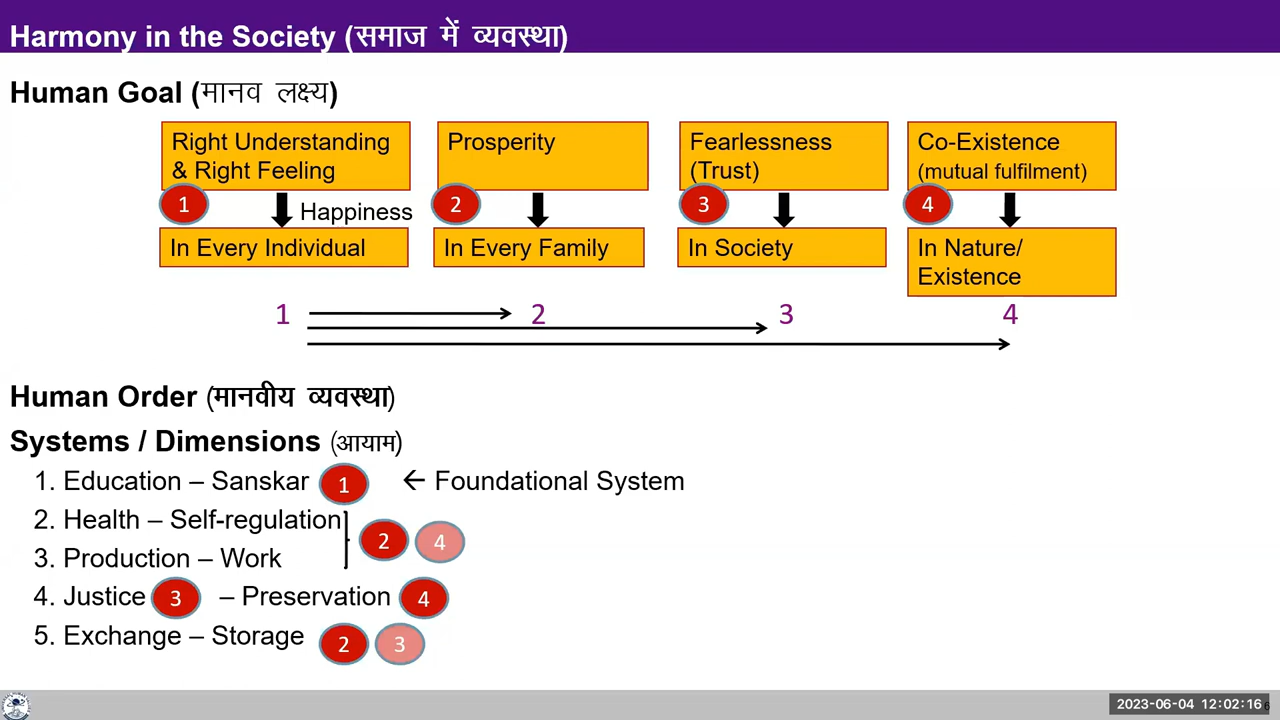 Harmony in the Society (समाज में व्यवस्था)
Human Goal (मानव लक्ष्य)
Right Understanding
& Right Feeling
Prosperity
Fearlessness
(Trust)
Co-Existence
(mutual fulfilment)
1
Happiness
2
3
4
In Every Individual
In Every Family
In Society
In Nature/
Existence
1 2 3 4
Human Order (मानवीय व्यवस्था)
Systems / Dimensions (आयाम)
1. Education – Sanskar 1 ← Foundational System
2. Health – Self-regulation
2 4
3. Production – Work
4. Justice 3 – Preservation 4
5. Exchange – Storage 2 3
2023-06-04 12:02:16
6